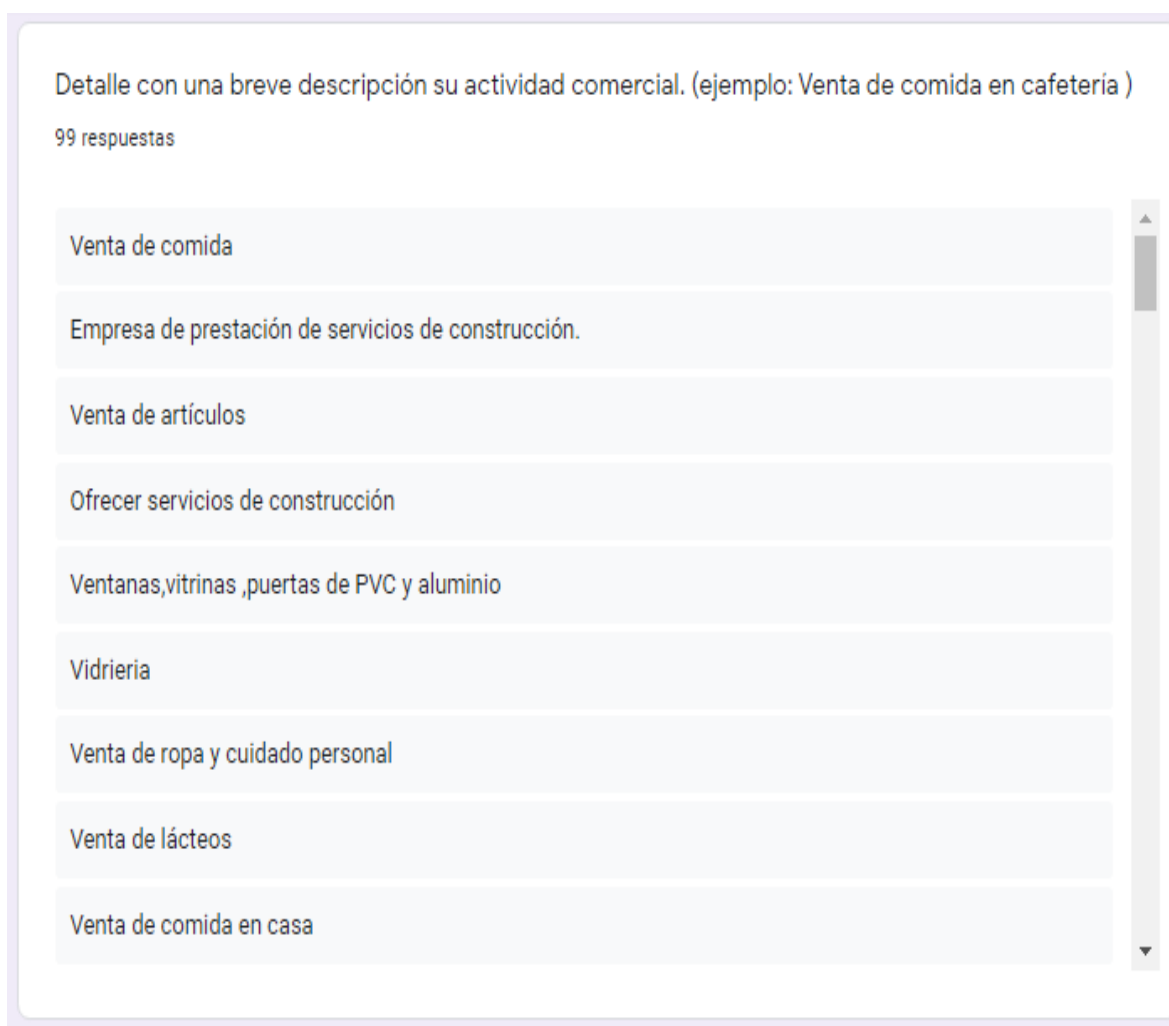 Detalle con una breve descripción su actividad comercial. (ejemplo: Venta de comida en cafetería )
99 respuestas
Venta de comida
Empresa de prestación de servicios de construcción.
Venta de artículos
Ofrecer servicios de construcción
Ventanas,vitrinas ,puertas de PVC y aluminio
Vidrieria
Venta de ropa y cuidado personal
Venta de lácteos
Venta de comida en casa